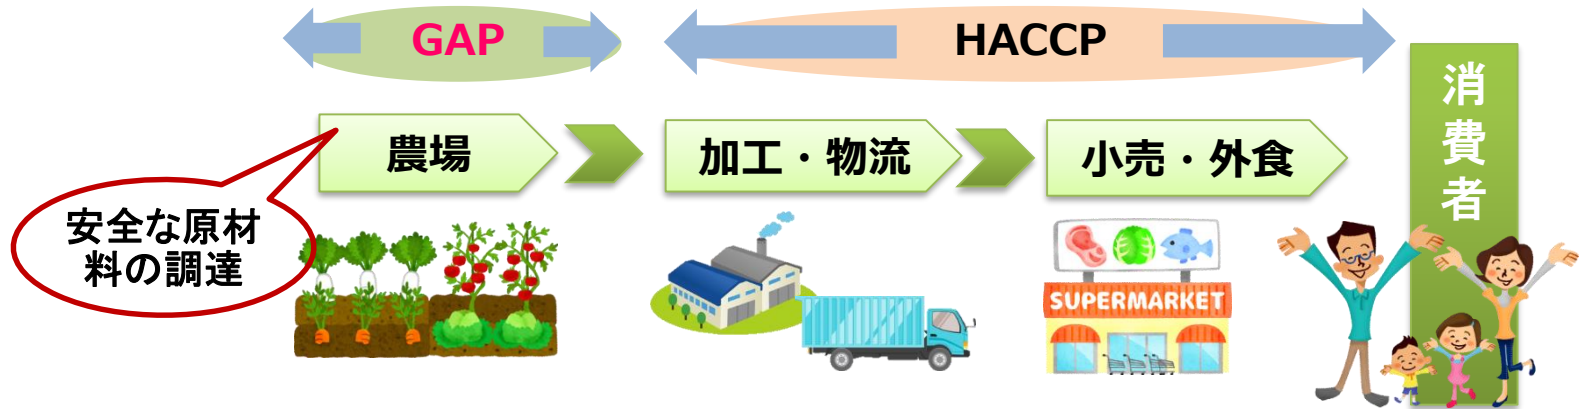 GAP
HACCP
農場
加工・物流
小売・外食
消費者
安全な原材
料の調達
SUPERMARKET